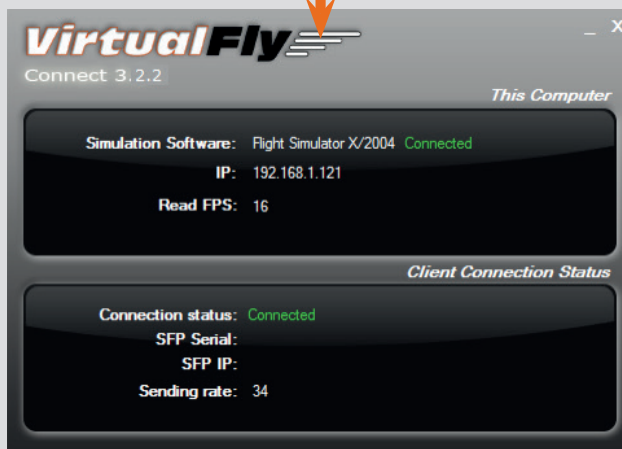 VirtualFly
_ X
Connect 3.2.2
This Computer
Simulation Software: Flight Simulator X/2004 Connected
IP: 192.168.1.121
Read FPS: 16
Client Connection Status
Connection status: Connected
SFP Serial:
SFP IP:
Sending rate: 34